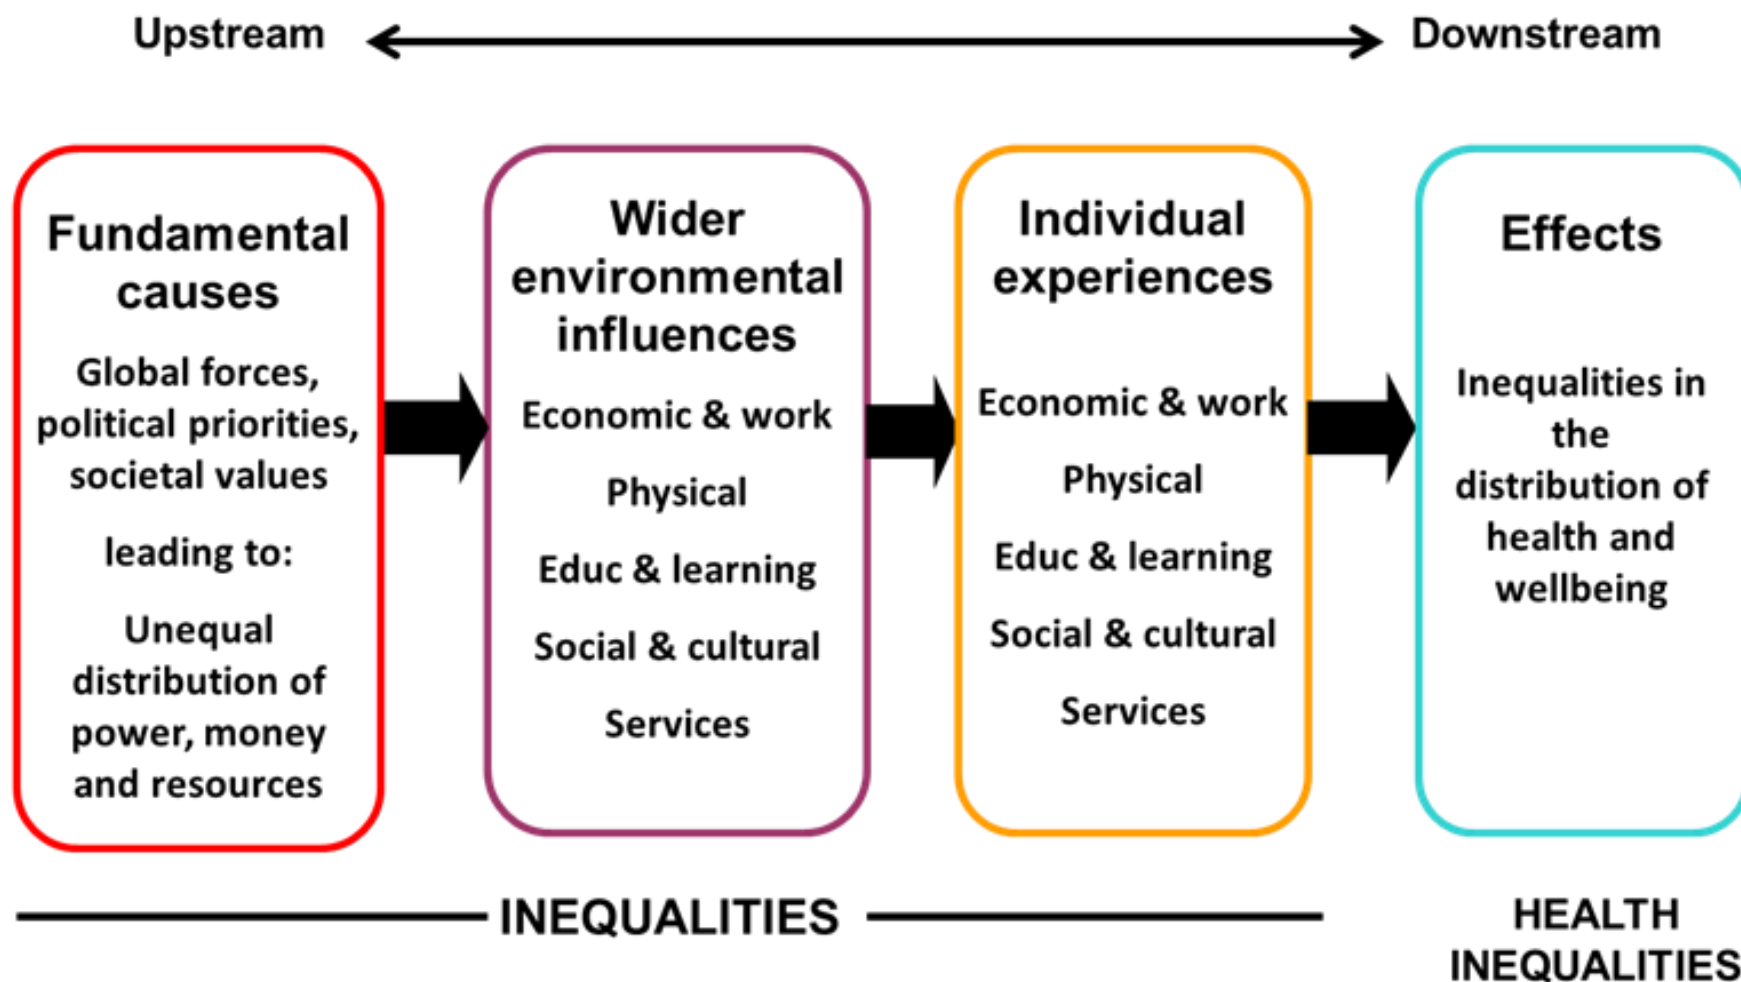 Upstream
Downstream
Fundamental
causes
Global forces,
political priorities,
societal values
leading to:
Unequal
distribution of
power, money
and resources
Wider
environmental
influences
Economic & work
Physical
Educ & learning
Social & cultural
Services
Individual
experiences
Economic & work
Physical
Educ & learning
Social & cultural
Services
Effects
Inequalities in
the
distribution of
health and
wellbeing
INEQUALITIES
HEALTH
INEQUALITIES